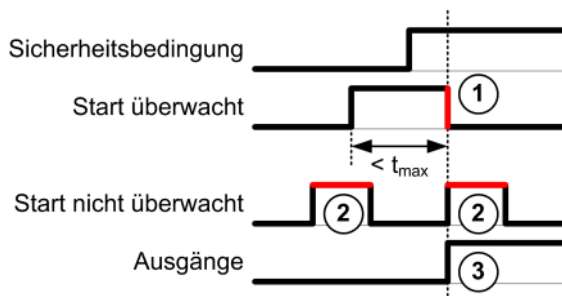 Sicherheitsbedingung
Start überwacht
1
< tmax
Start nicht überwacht
2
2
Ausgänge
3